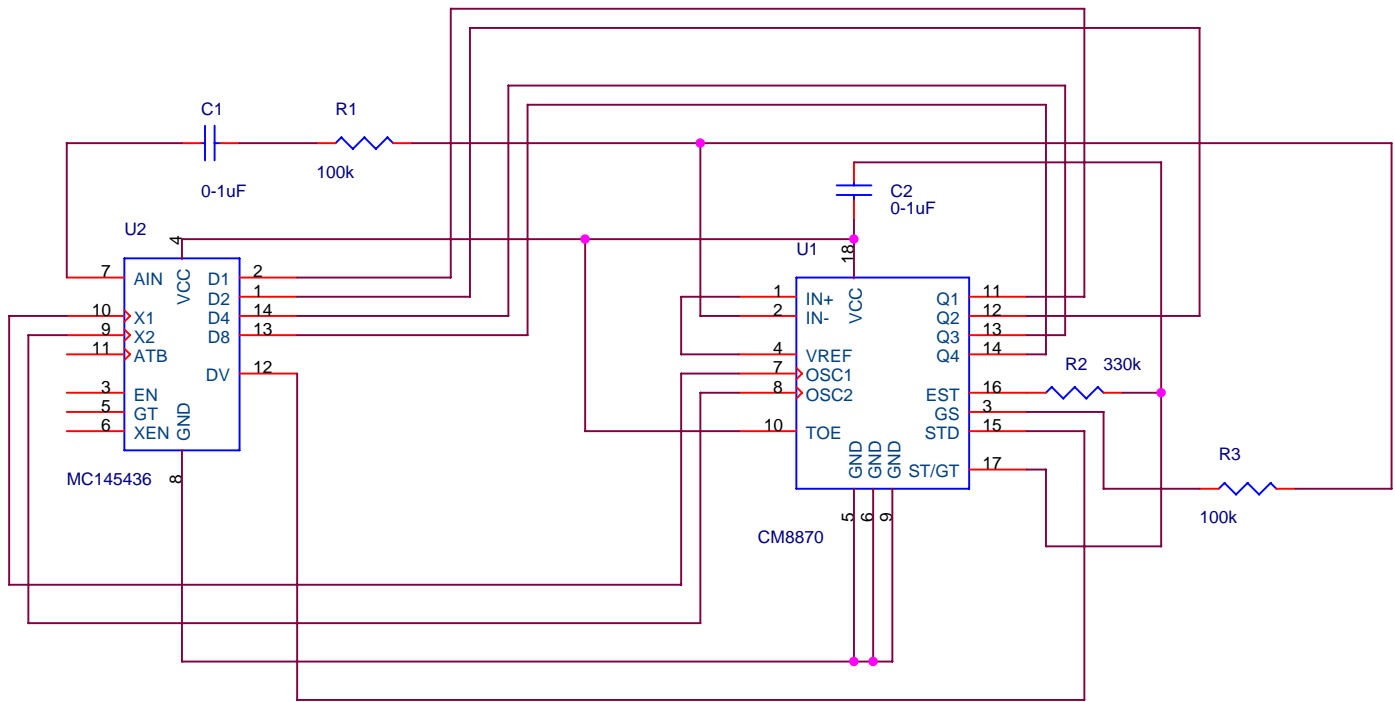 C1
R1
100k
0-1uF
C2
0-1uF
U2
4
U1
18
7 AIN VCC D1 2
D2 1
10 X1 D4 14
9 X2 D8 13
11 ATB
DV 12
3 EN
5 GT
6 XEN GND
MC145436
8
1 IN+ VCC Q1 11
2 IN- Q2 12
Q3 13
4 VREF Q4 14
7 OSC1
8 OSC2 EST 16
R2 330k
GS 3
10 TOE STD 15
GND GND GND ST/GT 17
R3
100k
5 6 9
CM8870